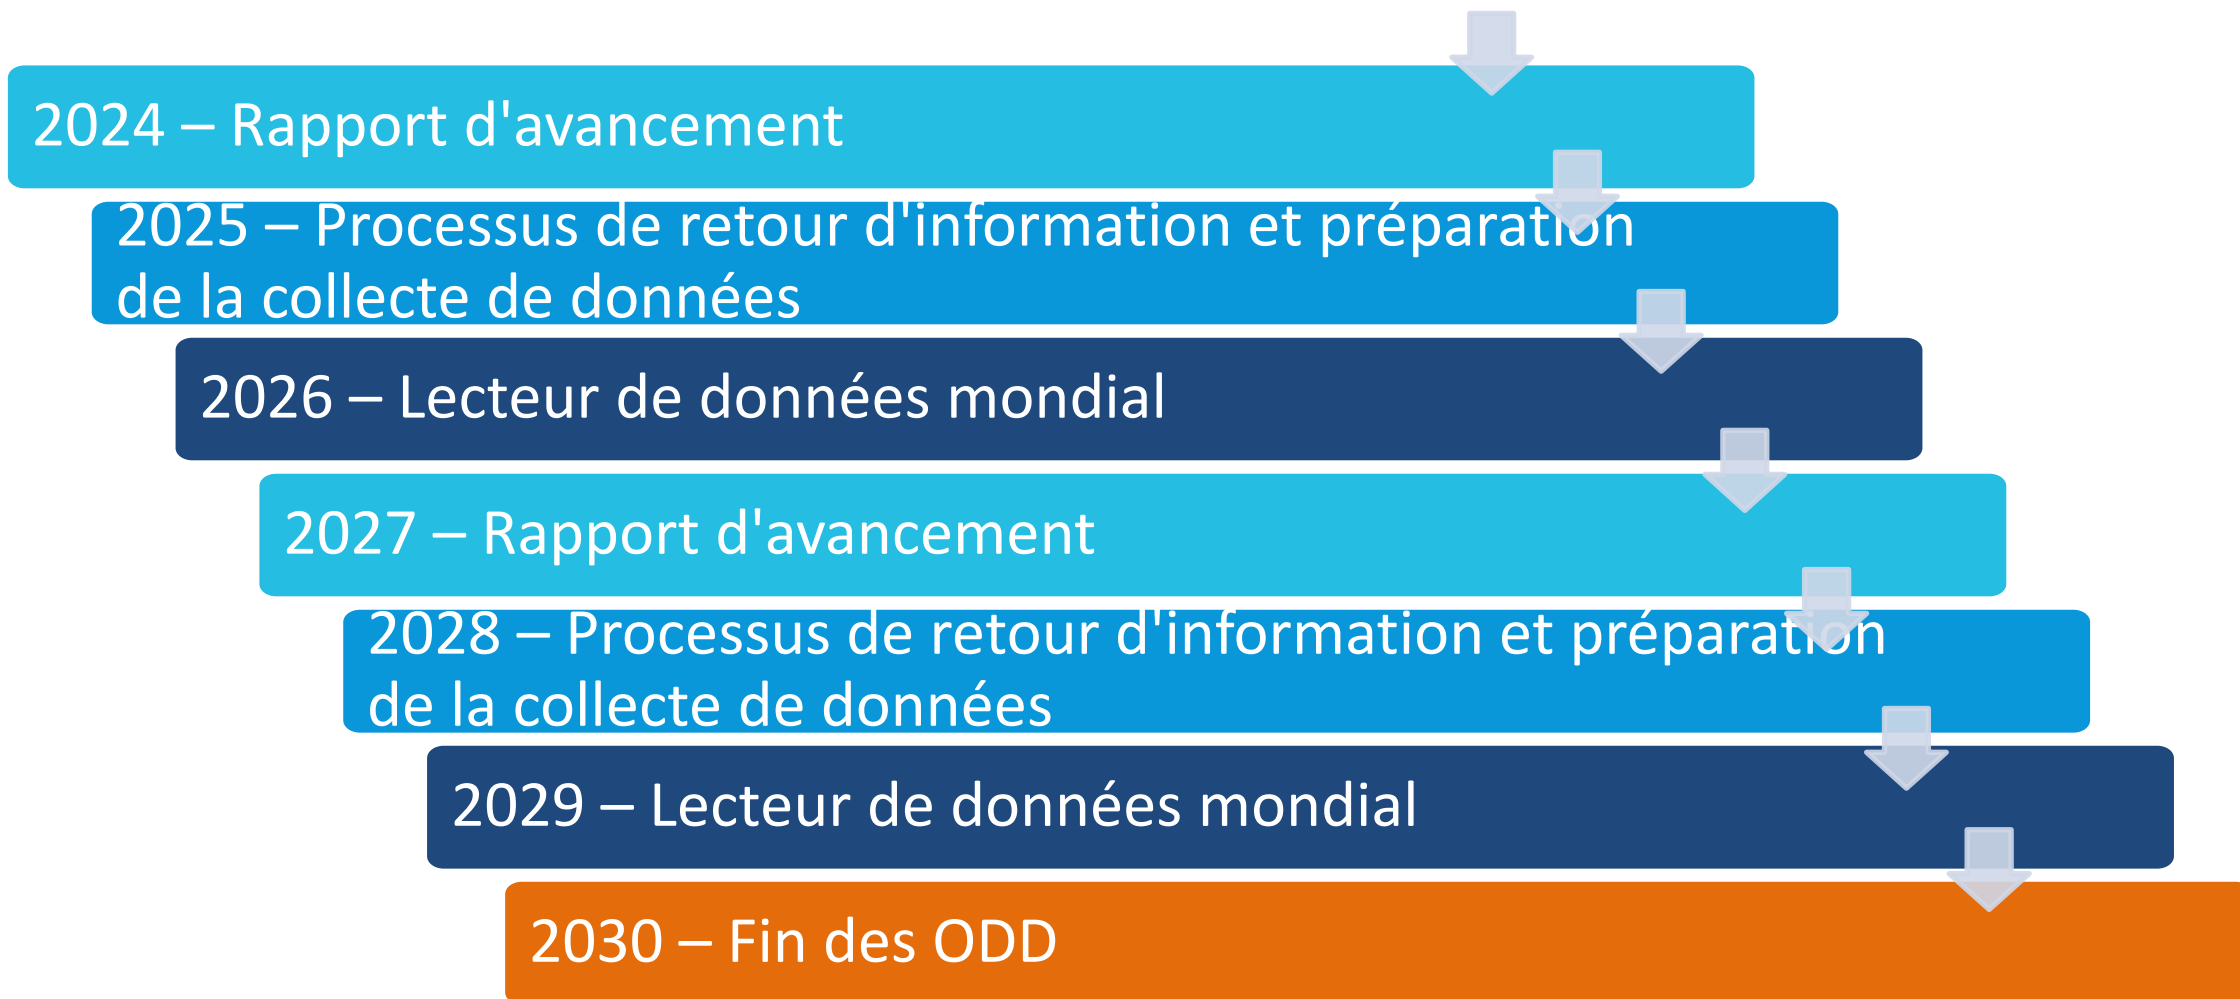 2024 – Rapport d'avancement
2025 – Processus de retour d'information et préparation
de la collecte de données
2026 – Lecteur de données mondial
2027 – Rapport d'avancement
2028 – Processus de retour d'information et préparation
de la collecte de données
2029 – Lecteur de données mondial
2030 – Fin des ODD